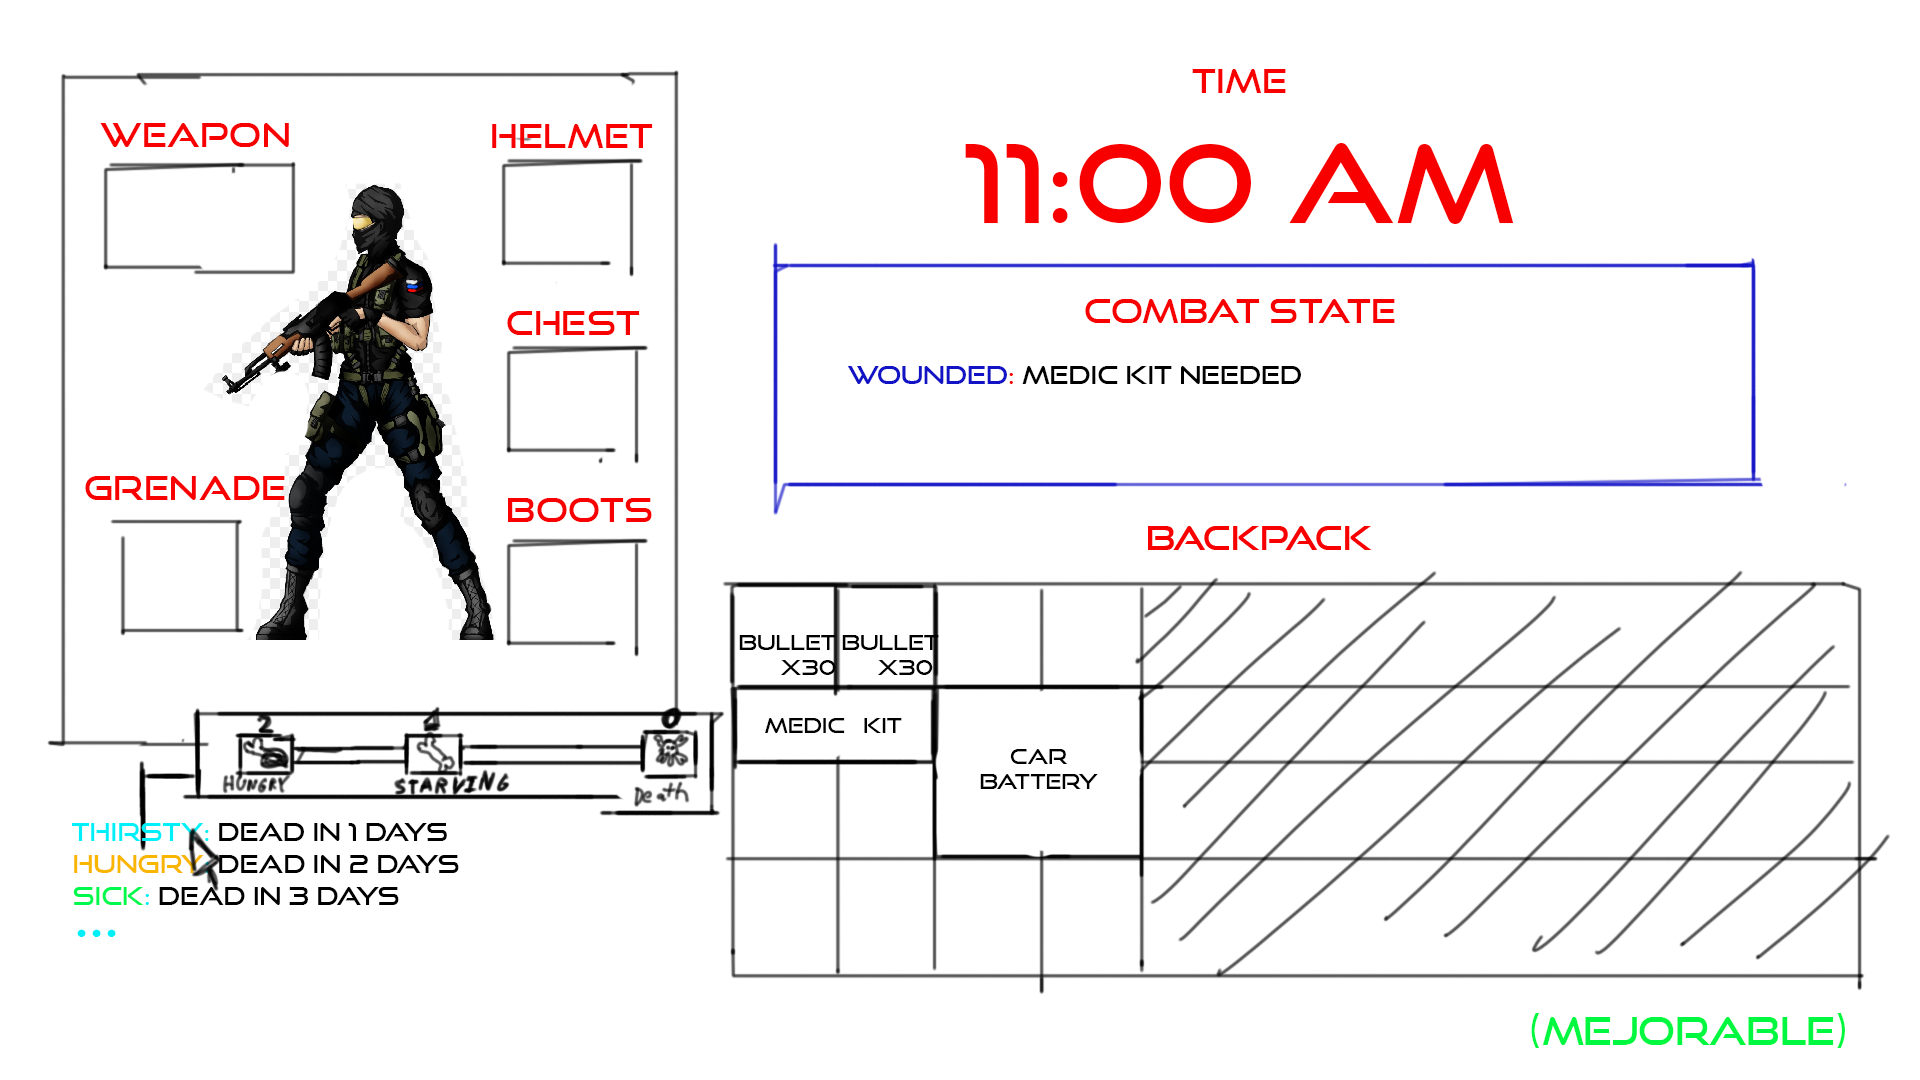 TIME
11:00 AM
WEAPON
HELMET
CHEST
GRENADE
BOOTS
COMBAT STATE
WOUNDED: MEDIC KIT NEEDED
BACKPACK
BULLET X30
BULLET X30
MEDIC KIT
CAR
BATTERY
2
1
0
HUNGRY
STARVING
Death
THIRSTY: DEAD IN 1 DAYS
HUNGRY: DEAD IN 2 DAYS
SICK: DEAD IN 3 DAYS
...
(MEJORABLE)